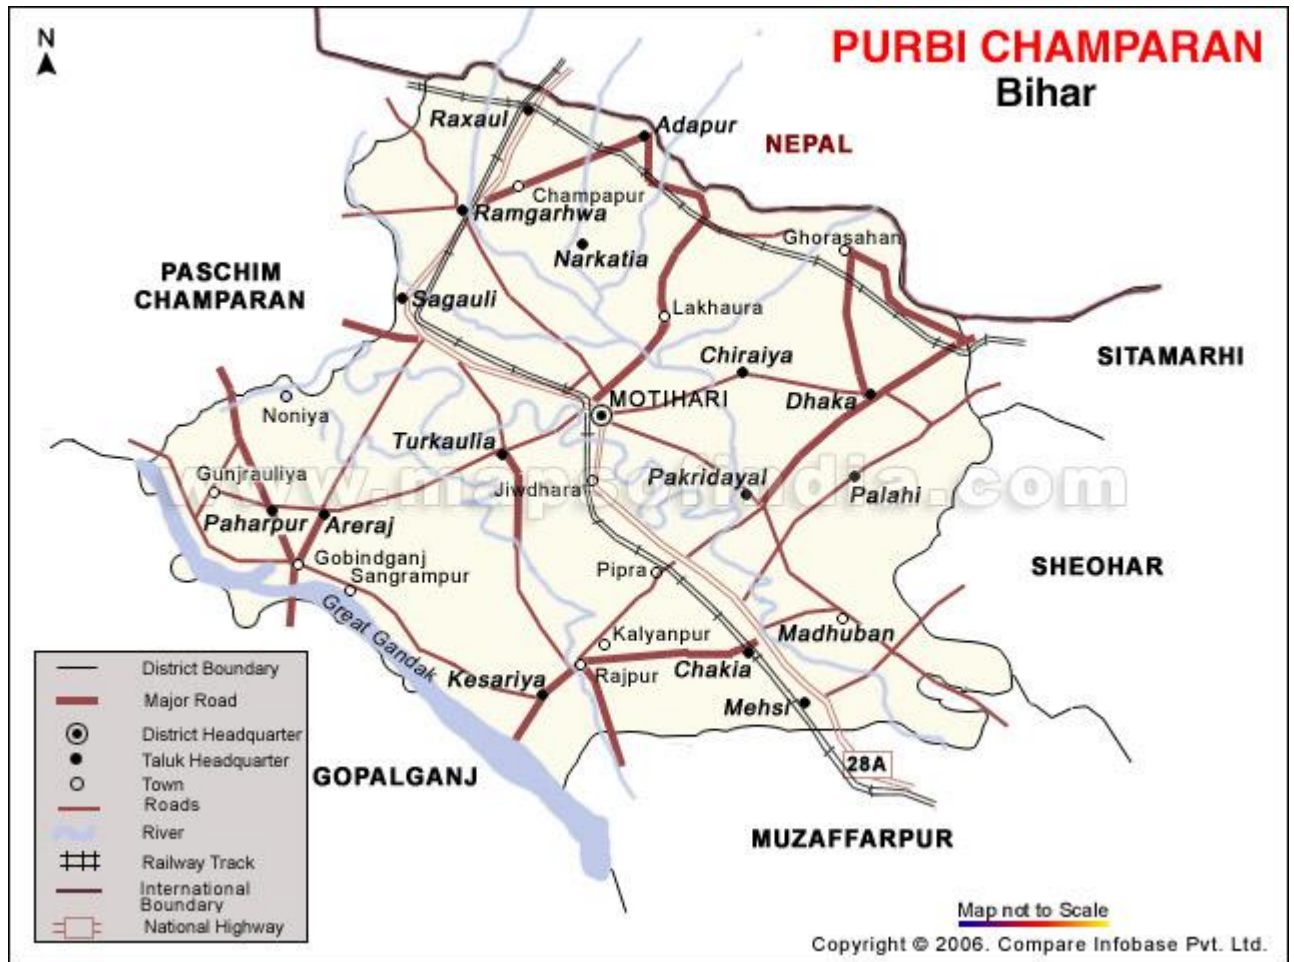 N
PURBI CHAMPARAN
Bihar
NEPAL
Raxaul
Adapur
Champapur
Ramgarhwa
Narkatia
Ghorasahan
PASCHIM
CHAMPARAN
Sagauli
Lakhaura
SITAMARHI
Chiraiya
Dhaka
MOTIHARI
Noniya
Turkaulia
Gunjrauliya
Jiwdhara
Pakridayal
Palahi
www.mapsofindia.com
Paharpur
Areraj
Gobindganj
Sangrampur
Pipra
SHEOHAR
Great Gandak
Kalyanpur
Madhuban
Rajpur
Chakia
Kesariya
Mehsi
28A
GOPALGANJ
MUZAFFARPUR
District Boundary
Major Road
District Headquarter
Taluk Headquarter
Town
Roads
River
Railway Track
International
Boundary
National Highway
Map not to Scale
Copyright © 2006. Compare Infobase Pvt. Ltd.